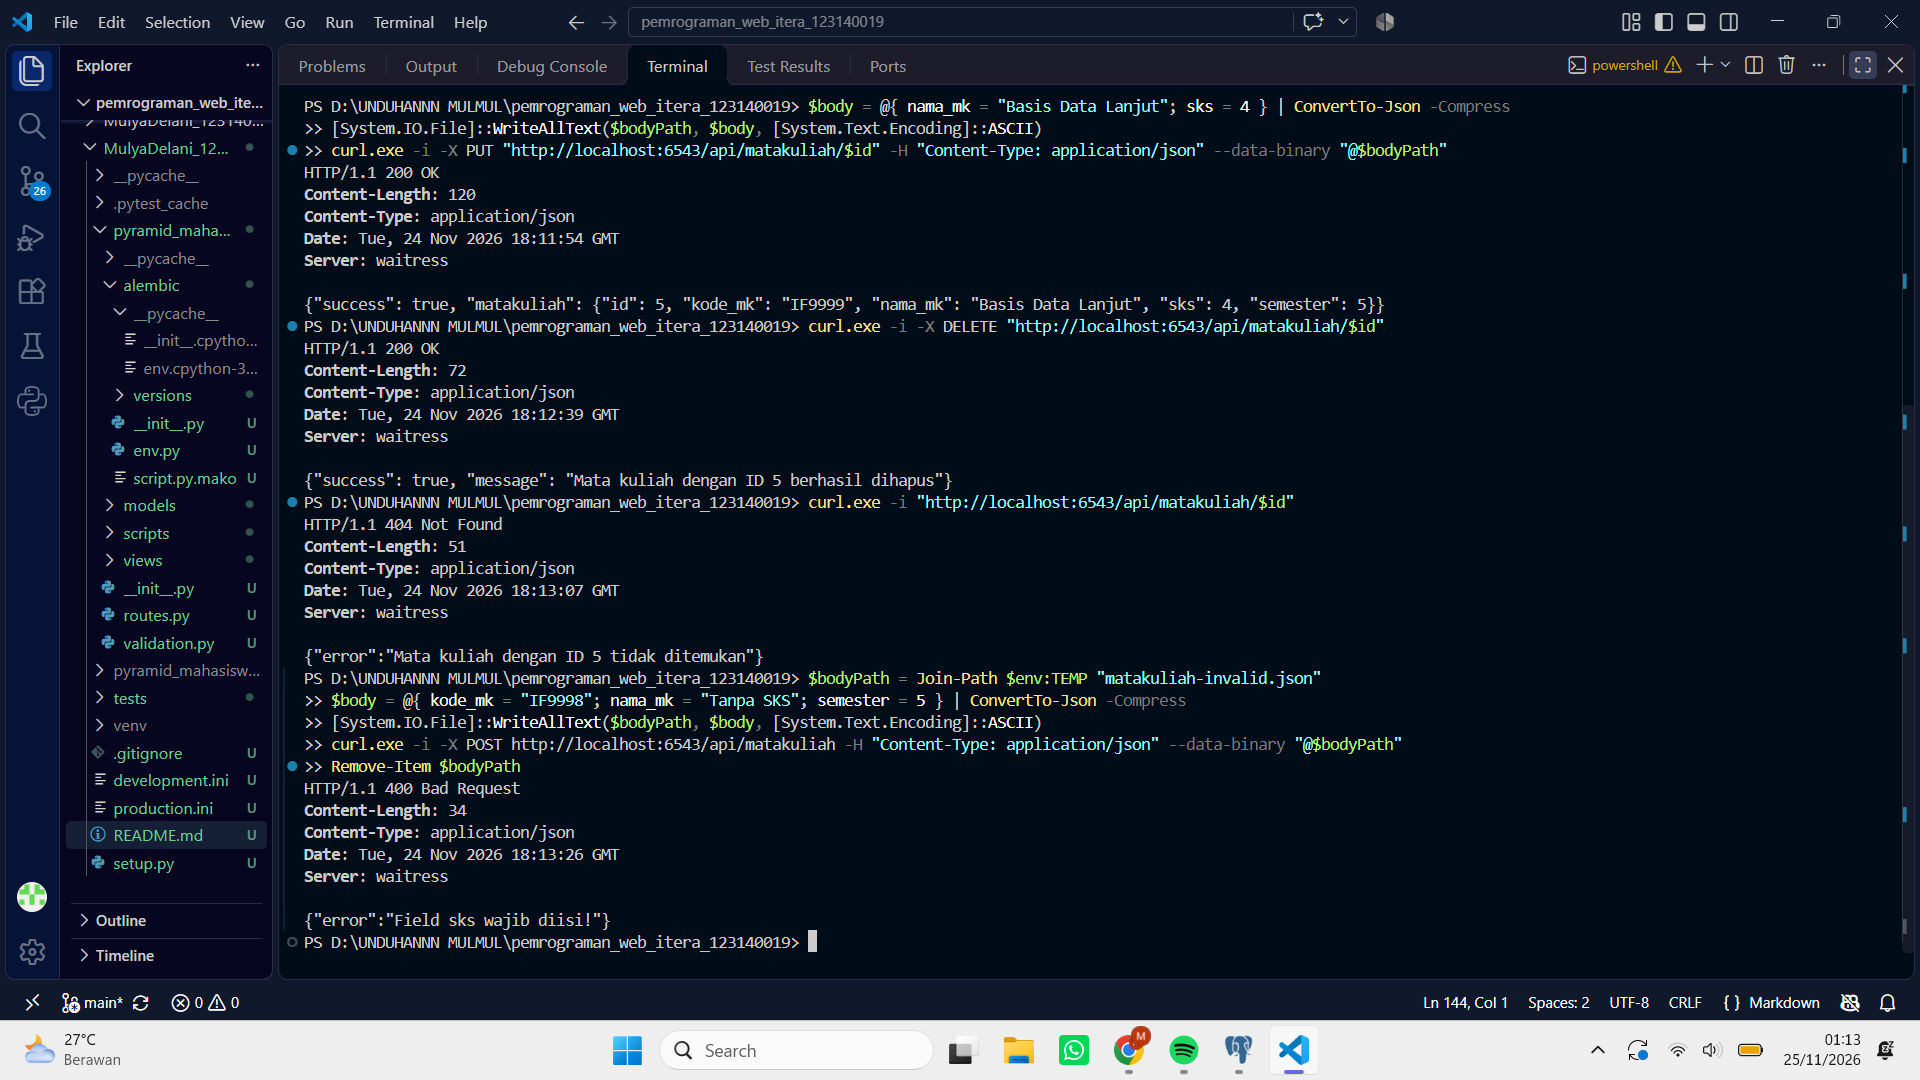 File Edit Selection View Go Run Terminal Help
pemrograman_web_itera_123140019
Explorer
pemrograman_web_ite...
MulyaDelani_123140...
MulyaDelani_12...
__pycache__
.pytest_cache
pyramid_maha...
__pycache__
alembic
__pycache__
__init__.cpytho...
env.cpython-3...
versions
__init__.py U
env.py U
script.py.mako U
models
scripts
views
__init__.py U
routes.py U
validation.py U
pyramid_mahasisw...
tests
venv
.gitignore U
development.ini U
production.ini U
README.md U
setup.py U
Outline
Timeline
26
Problems Output Debug Console Terminal Test Results Ports
powershell
PS D:\UNDUHANNN MULMUL\pemrograman_web_itera_123140019> $body = @{ nama_mk = "Basis Data Lanjut"; sks = 4 } | ConvertTo-Json -Compress
>> [System.IO.File]::WriteAllText($bodyPath, $body, [System.Text.Encoding]::ASCII)
>> curl.exe -i -X PUT "http://localhost:6543/api/matakuliah/$id" -H "Content-Type: application/json" --data-binary "@$bodyPath"
HTTP/1.1 200 OK
Content-Length: 120
Content-Type: application/json
Date: Tue, 24 Nov 2026 18:11:54 GMT
Server: waitress
{"success": true, "matakuliah": {"id": 5, "kode_mk": "IF9999", "nama_mk": "Basis Data Lanjut", "sks": 4, "semester": 5}}
PS D:\UNDUHANNN MULMUL\pemrograman_web_itera_123140019> curl.exe -i -X DELETE "http://localhost:6543/api/matakuliah/$id"
HTTP/1.1 200 OK
Content-Length: 72
Content-Type: application/json
Date: Tue, 24 Nov 2026 18:12:39 GMT
Server: waitress
{"success": true, "message": "Mata kuliah dengan ID 5 berhasil dihapus"}
PS D:\UNDUHANNN MULMUL\pemrograman_web_itera_123140019> curl.exe -i "http://localhost:6543/api/matakuliah/$id"
HTTP/1.1 404 Not Found
Content-Length: 51
Content-Type: application/json
Date: Tue, 24 Nov 2026 18:13:07 GMT
Server: waitress
{"error":"Mata kuliah dengan ID 5 tidak ditemukan"}
PS D:\UNDUHANNN MULMUL\pemrograman_web_itera_123140019> $bodyPath = Join-Path $env:TEMP "matakuliah-invalid.json"
>> $body = @{ kode_mk = "IF9998"; nama_mk = "Tanpa SKS"; semester = 5 } | ConvertTo-Json -Compress
>> [System.IO.File]::WriteAllText($bodyPath, $body, [System.Text.Encoding]::ASCII)
>> curl.exe -i -X POST http://localhost:6543/api/matakuliah -H "Content-Type: application/json" --data-binary "@$bodyPath"
>> Remove-Item $bodyPath
HTTP/1.1 400 Bad Request
Content-Length: 34
Content-Type: application/json
Date: Tue, 24 Nov 2026 18:13:26 GMT
Server: waitress
{"error":"Field sks wajib diisi!"}
PS D:\UNDUHANNN MULMUL\pemrograman_web_itera_123140019>
main* 0 0
Ln 144, Col 1 Spaces: 2 UTF-8 CRLF {} Markdown
27°C
Berawan
Search
M
01:13
25/11/2026